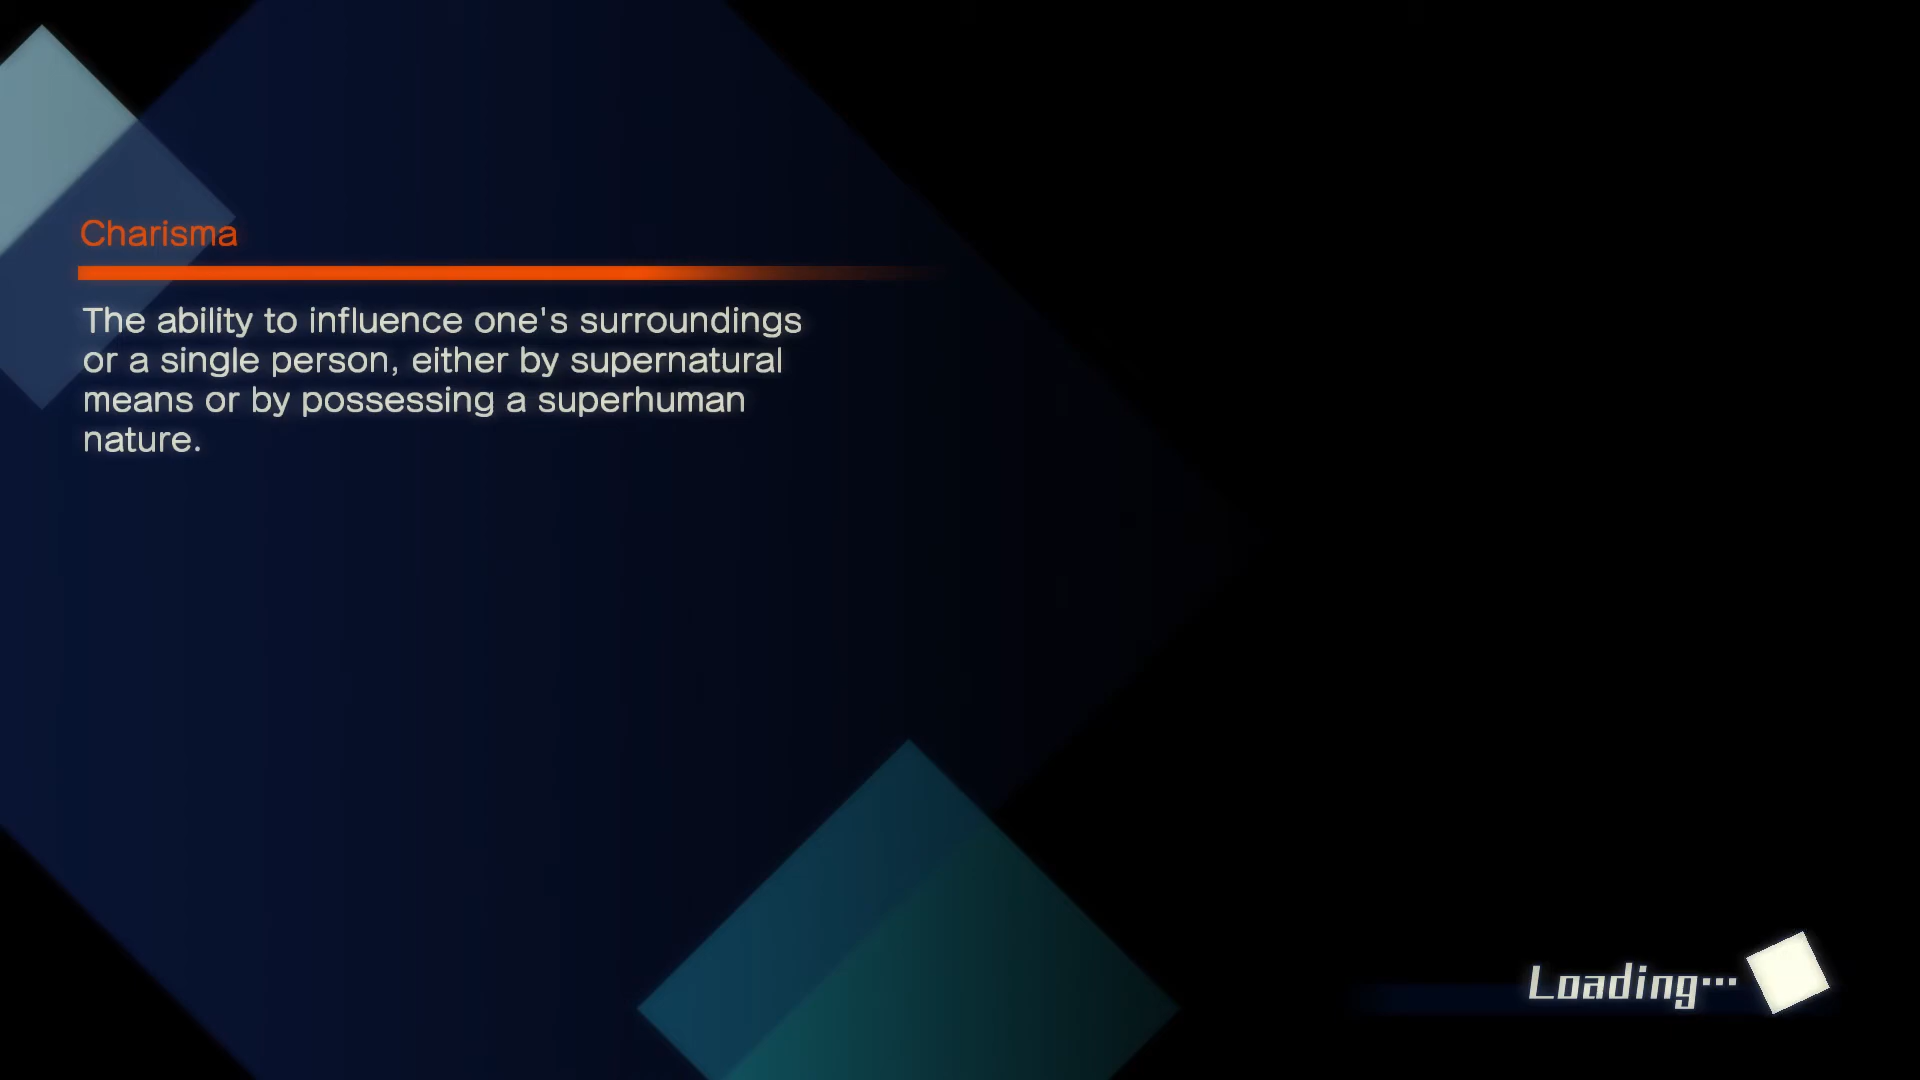 Charisma
The ability to influence one's surroundings
or a single person, either by supernatural
means or by possessing a superhuman
nature.
Loading…